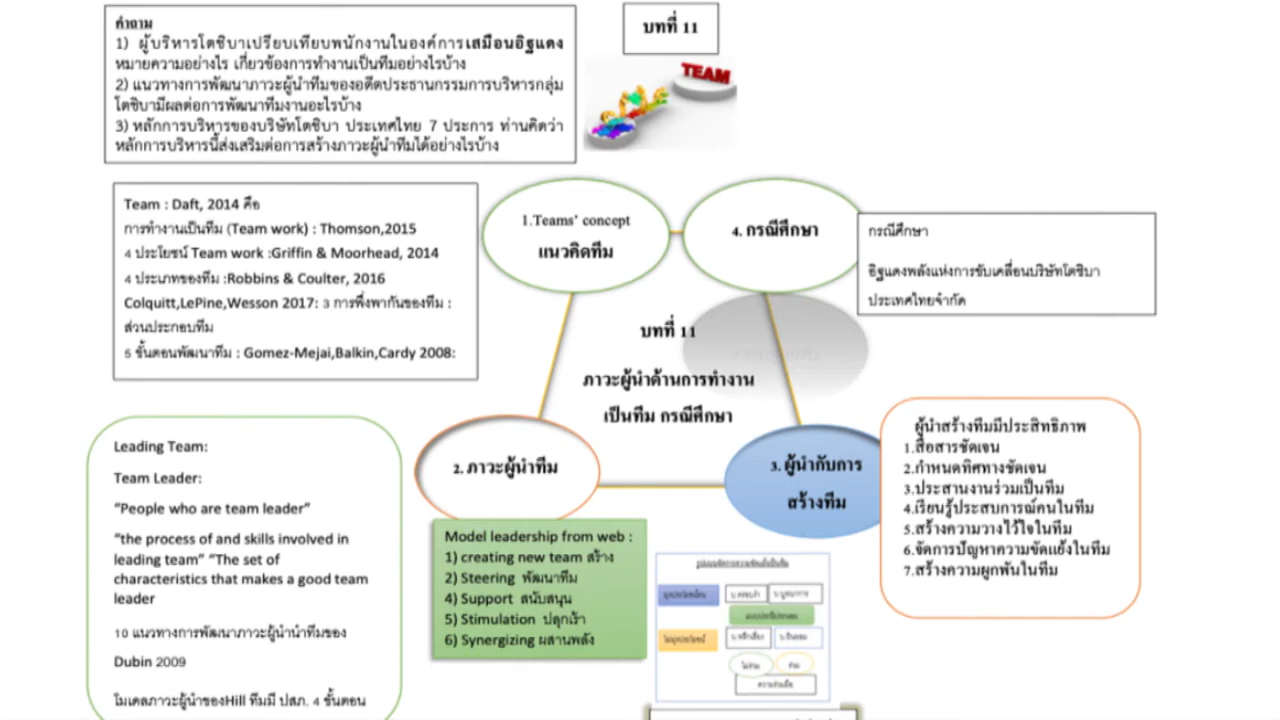 คำถาม
1) ผู้บริหารโตชิบาเปรียบเทียบพนักงานในองค์การเสมือนอิฐแดง
หมายความอย่างไร เกี่ยวข้องการทำงานเป็นทีมอย่างไรบ้าง
2) แนวทางการพัฒนาภาวะผู้นำทีมของอดีตประธานกรรมการบริหารกลุ่ม
โตชิบามีผลต่อการพัฒนาทีมงานอะไรบ้าง
3) หลักการบริหารของบริษัทโตชิบา ประเทศไทย 7 ประการ ท่านคิดว่า
หลักการบริหารนี้ส่งเสริมต่อการสร้างภาวะผู้นำทีมได้อย่างไรบ้าง
บทที่ 11
TEAM
Team : Daft, 2014 คือ
การทำงานเป็นทีม (Team work) : Thomson,2015
4 ประโยชน์ Team work :Griffin & Moorhead, 2014
4 ประเภทของทีม :Robbins & Coulter, 2016
Colquitt,LePine,Wesson 2017: 3 การพึ่งพากันของทีม :
ส่วนประกอบทีม
5 ขั้นตอนพัฒนาทีม : Gomez-Mejai,Balkin,Cardy 2008:
1.Teams’ concept
แนวคิดทีม
4. กรณีศึกษา
กรณีศึกษา
อิฐแดงพลังแห่งการขับเคลื่อนบริษัทโตชิบา
ประเทศไทยจำกัด
บทที่ 11
ภาวะผู้นำด้านการทำงาน
เป็นทีม กรณีศึกษา
2. ภาวะผู้นำทีม
3. ผู้นำกับการ
สร้างทีม
ผู้นำสร้างทีมมีประสิทธิภาพ
1.สื่อสารชัดเจน
2.กำหนดทิศทางชัดเจน
3.ประสานงานร่วมเป็นทีม
4.เรียนรู้ประสบการณ์คนในทีม
5.สร้างความวางไว้ใจในทีม
6.จัดการปัญหาความขัดแย้งในทีม
7.สร้างความผูกพันในทีม
Leading Team:
Team Leader:
“People who are team leader”
“the process of and skills involved in
leading team” “The set of
characteristics that makes a good team
leader
10 แนวทางการพัฒนาภาวะผู้นำนำทีมของ
Dubin 2009
โมเดลภาวะผู้นำของHill ทีมมี ปสภ. 4 ขั้นตอน
Model leadership from web :
1) creating new team สร้าง
2) Steering พัฒนาทีม
4) Support สนับสนุน
5) Stimulation ปลุกเร้า
6) Synergizing ผสานพลัง
ไม่ร่วม
ร่วม
ความร่วมมือ